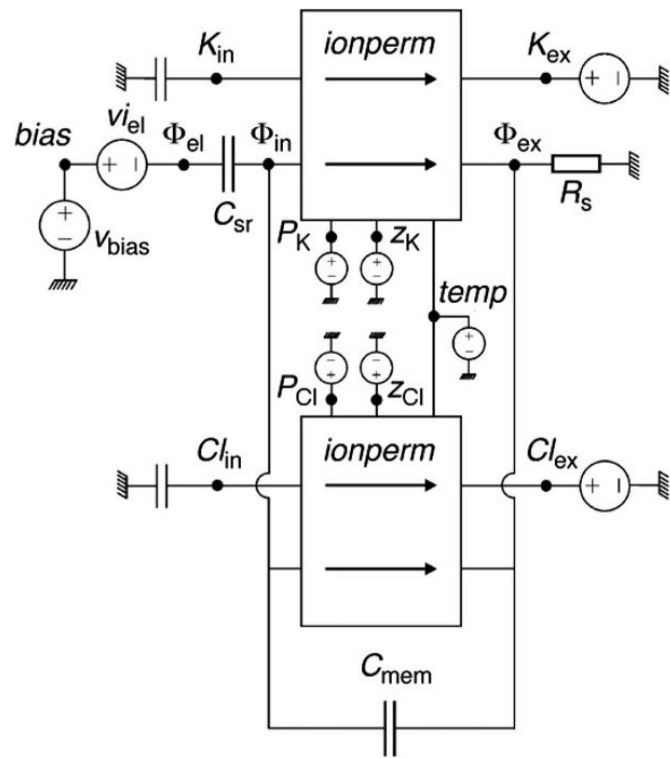 K_in ionperm K_ex
+ −
vi_el
bias Φ_el Φ_in Φ_ex
+ −
C_sr R_s
+
−
v_bias
P_K z_K
+ +
− −
temp
+
−
− −
+ +
P_Cl z_Cl
Cl_in ionperm Cl_ex
+ −
C_mem